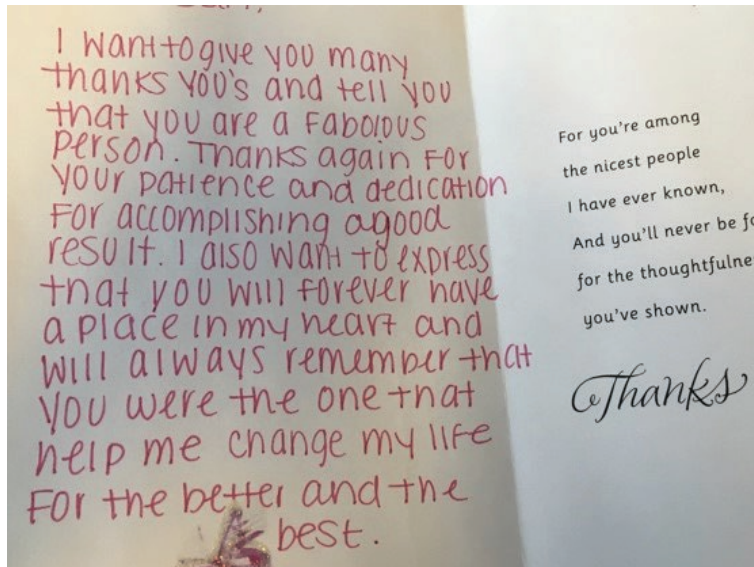 I want to give you many
thanks you's and tell you
that you are a Fabolous
person. Thanks again for
your patience and dedication
For accomplishing a good
result. I also want to express
that you will forever have
a place in my heart and
will always remember that
you were the one that
help me change my life
For the better and the
best.
For you're among
the nicest people
I have ever known,
And you'll never be
for the thoughtfulne
you've shown.
Thanks